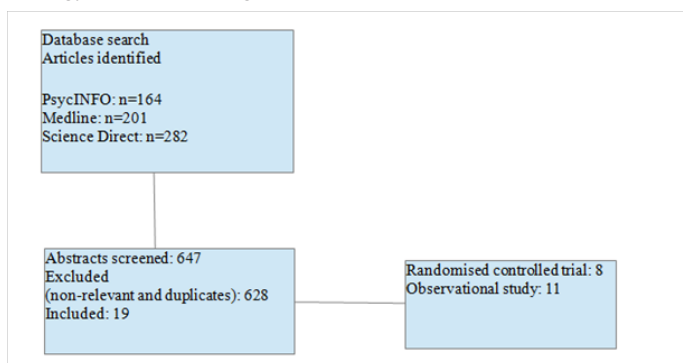 Database search
Articles identified
PsycINFO: n=164
Medline: n=201
Science Direct: n=282
Abstracts screened: 647
Excluded
(non-relevant and duplicates): 628
Included: 19
Randomised controlled trial: 8
Observational study: 11